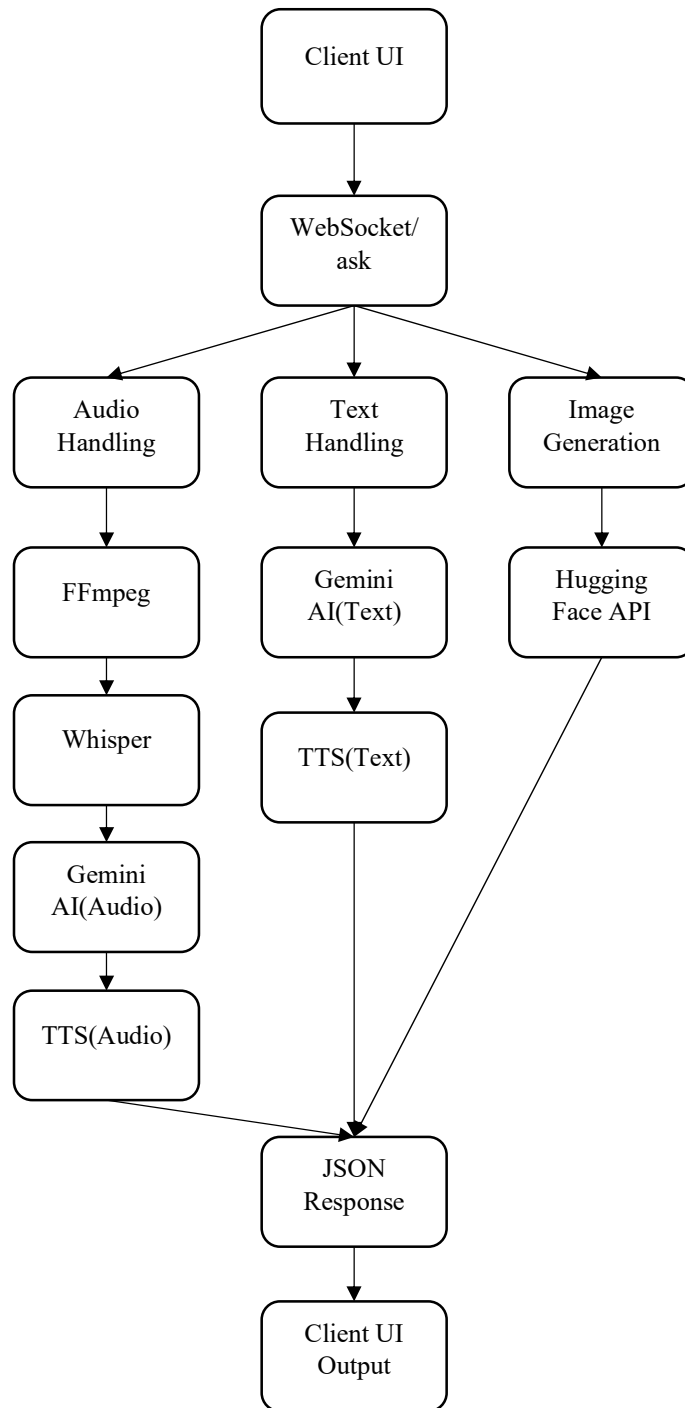 Client UI
WebSocket/
ask
Audio
Handling
Text
Handling
Image
Generation
FFmpeg
Gemini
AI(Text)
Hugging
Face API
Whisper
TTS(Text)
Gemini
AI(Audio)
TTS(Audio)
JSON
Response
Client UI
Output